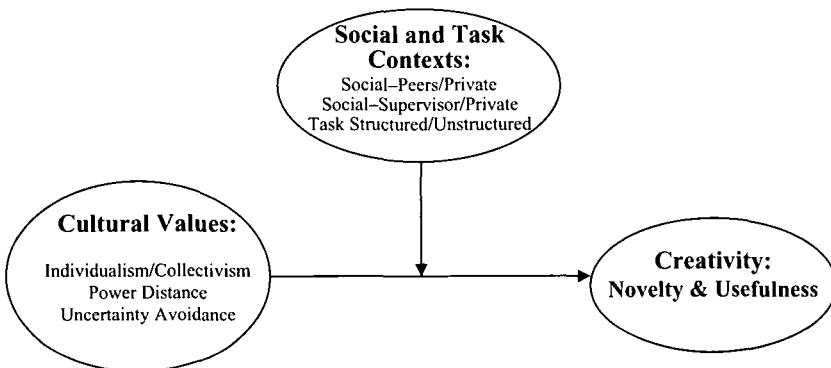 Social and Task
Contexts:
Social–Peers/Private
Social–Supervisor/Private
Task Structured/Unstructured
Cultural Values:
Individualism/Collectivism
Power Distance
Uncertainty Avoidance
Creativity:
Novelty & Usefulness